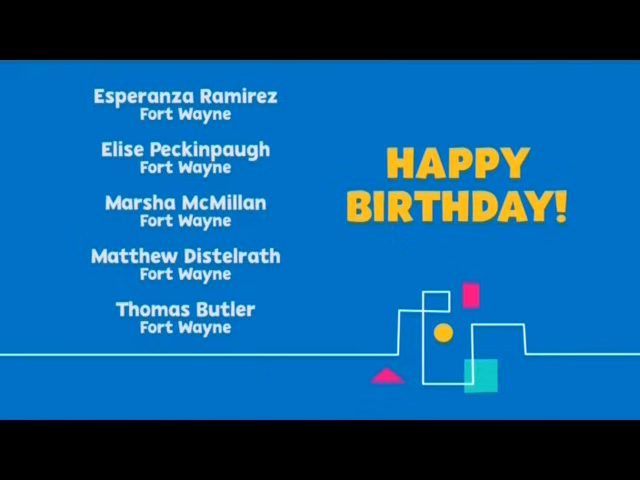 Esperanza Ramirez
Fort Wayne
Elise Peckinpaugh
Fort Wayne
Marsha McMillan
Fort Wayne
Matthew Distelrath
Fort Wayne
Thomas Butler
Fort Wayne
HAPPY
BIRTHDAY!